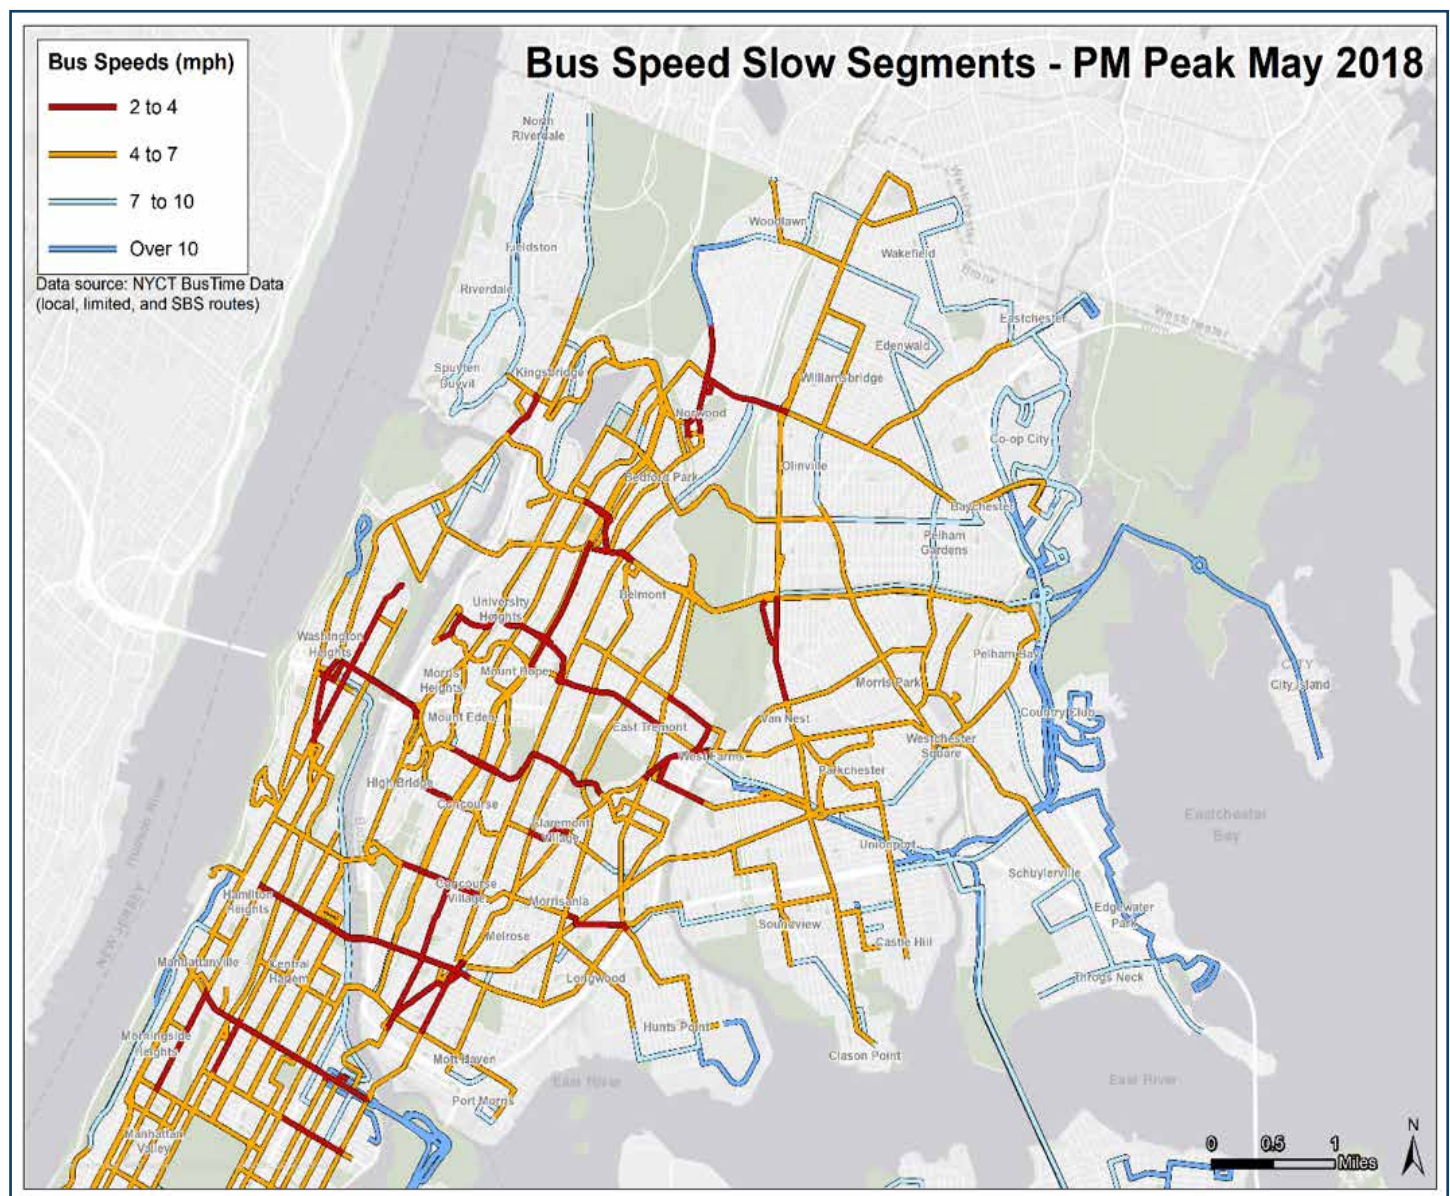 Bus Speed Slow Segments - PM Peak May 2018
Bus Speeds (mph)
2 to 4
4 to 7
7 to 10
Over 10
Data source: NYCT BusTime Data
(local, limited, and SBS routes)
North
Riverdale
Woodlawn
Westchester
Bronx
Wakefield
Fieldston
Riverdale
Eastchester
Westchester
Edenwald
Spuyten
Duyvil
Kingsbridge
Williamsbridge
Norwood
Co-op City
Olinville
Bedford Park
Baychester
Pelham
Gardens
Belmont
University
Heights
Washington
Heights
Pelham Bay
CITY
City Island
Morris
Heights
Mount Hope
Morris Park
Mount Eden
Country Club
East Tremont
Van Nest
Westchester
Square
West Farms
Parkchester
High Bridge
Concourse
Claremont
Village
Eastchester
Bay
Unionport
Schuylerville
Concourse
Village
Hamilton
Heights
Morrisania
Edgewater
Park
Soundview
Castle Hill
Melrose
Manhattanville
Central
Harlem
Longwood
Throgs Neck
Hunts Point
Morningside
Heights
Clason Point
Mott Haven
East River
East River
Port Morris
Manhattan
Valley
N
0 0.5 1
Miles